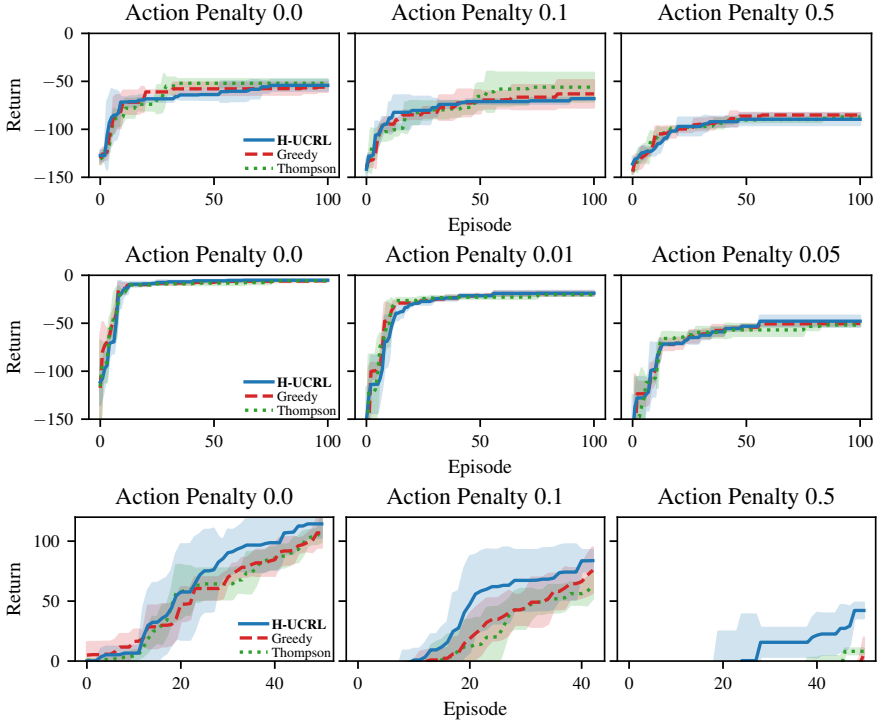 Action Penalty 0.0 Action Penalty 0.1 Action Penalty 0.5
0
−50
−100
−150
Return
H-UCRL
Greedy
Thompson
0 50 100 0 50 100 0 50 100
Episode
Action Penalty 0.0 Action Penalty 0.01 Action Penalty 0.05
0
−50
−100
−150
Return
H-UCRL
Greedy
Thompson
0 50 100 0 50 100 0 50 100
Episode
Action Penalty 0.0 Action Penalty 0.1 Action Penalty 0.5
100
50
0
Return
H-UCRL
Greedy
Thompson
0 20 40 0 20 40 0 20 40
Episode